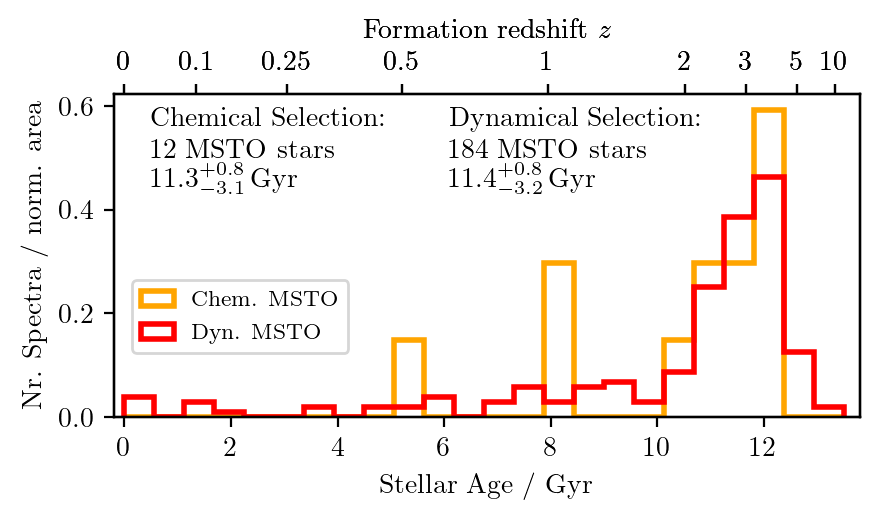 Formation redshift z
0 0.1 0.25 0.5 1 2 3 5 10
Nr. Spectra / norm. area
0.6
0.4
0.2
0.0
Chemical Selection:
12 MSTO stars
11.3+0.8−3.1 Gyr
Dynamical Selection:
184 MSTO stars
11.4+0.8−3.2 Gyr
Chem. MSTO
Dyn. MSTO
0 2 4 6 8 10 12
Stellar Age / Gyr